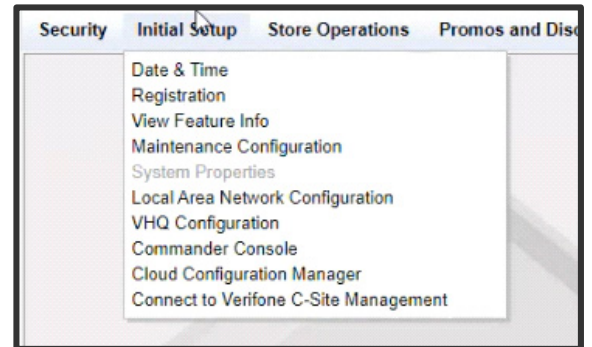 Security Initial Setup Store Operations Promos and Disc
Date & Time
Registration
View Feature Info
Maintenance Configuration
System Properties
Local Area Network Configuration
VHQ Configuration
Commander Console
Cloud Configuration Manager
Connect to Verifone C-Site Management